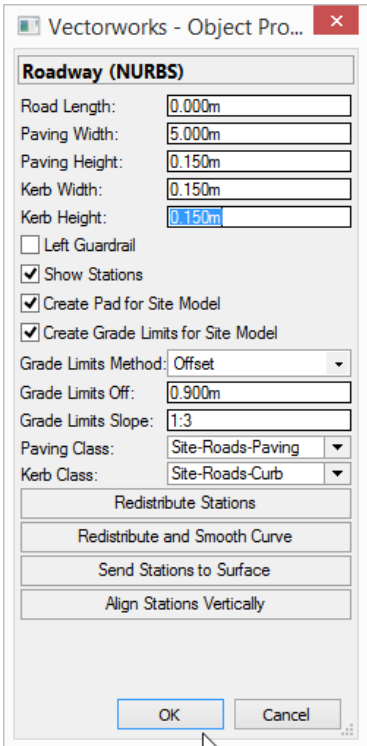 Vectorworks - Object Pro...
Roadway (NURBS)
Road Length: 0.000m
Paving Width: 5.000m
Paving Height: 0.150m
Kerb Width: 0.150m
Kerb Height: 0.150m
Left Guardrail
Show Stations
Create Pad for Site Model
Create Grade Limits for Site Model
Grade Limits Method: Offset
Grade Limits Off: 0.900m
Grade Limits Slope: 1:3
Paving Class: Site-Roads-Paving
Kerb Class: Site-Roads-Curb
Redistribute Stations
Redistribute and Smooth Curve
Send Stations to Surface
Align Stations Vertically
OK Cancel